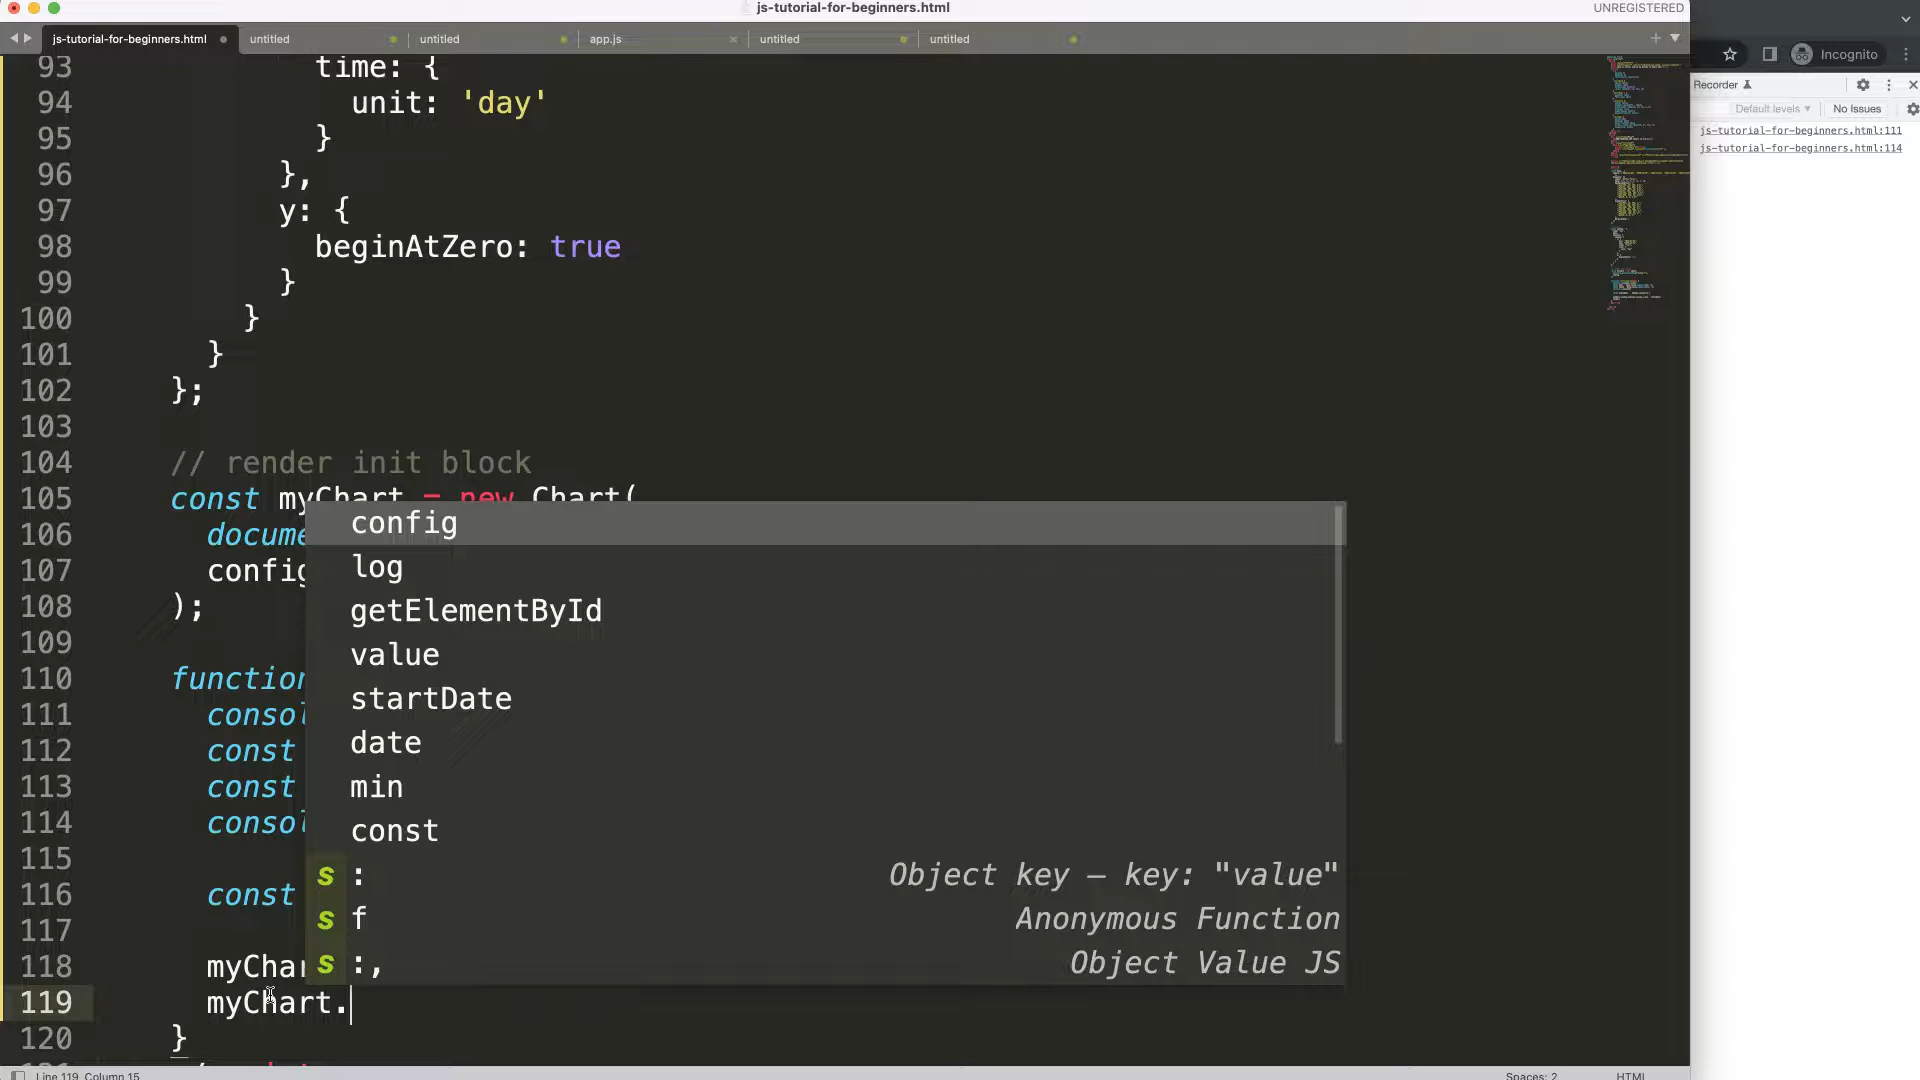 js-tutorial-for-beginners.html
UNREGISTERED
js-tutorial-for-beginners.html
untitled
untitled
app.js
untitled
untitled
Incognito
Recorder
Default levels
No Issues
js-tutorial-for-beginners.html:111
js-tutorial-for-beginners.html:114
93 time: {
94 unit: 'day'
95 }
96 },
97 y: {
98 beginAtZero: true
99 }
100 }
101 }
102 };
103
104 // render init block
105 const myChart = new Chart(
106 docume
107 config
108 );
109
110 function
111 consol
112 const
113 const
114 consol
115
116 const
117
118 myChar
119 myChart.
120 }
config
log
getElementById
value
startDate
date
min
const
s : Object key – key: "value"
s f Anonymous Function
s :, Object Value JS
Line 119, Column 15
Spaces: 2
HTML